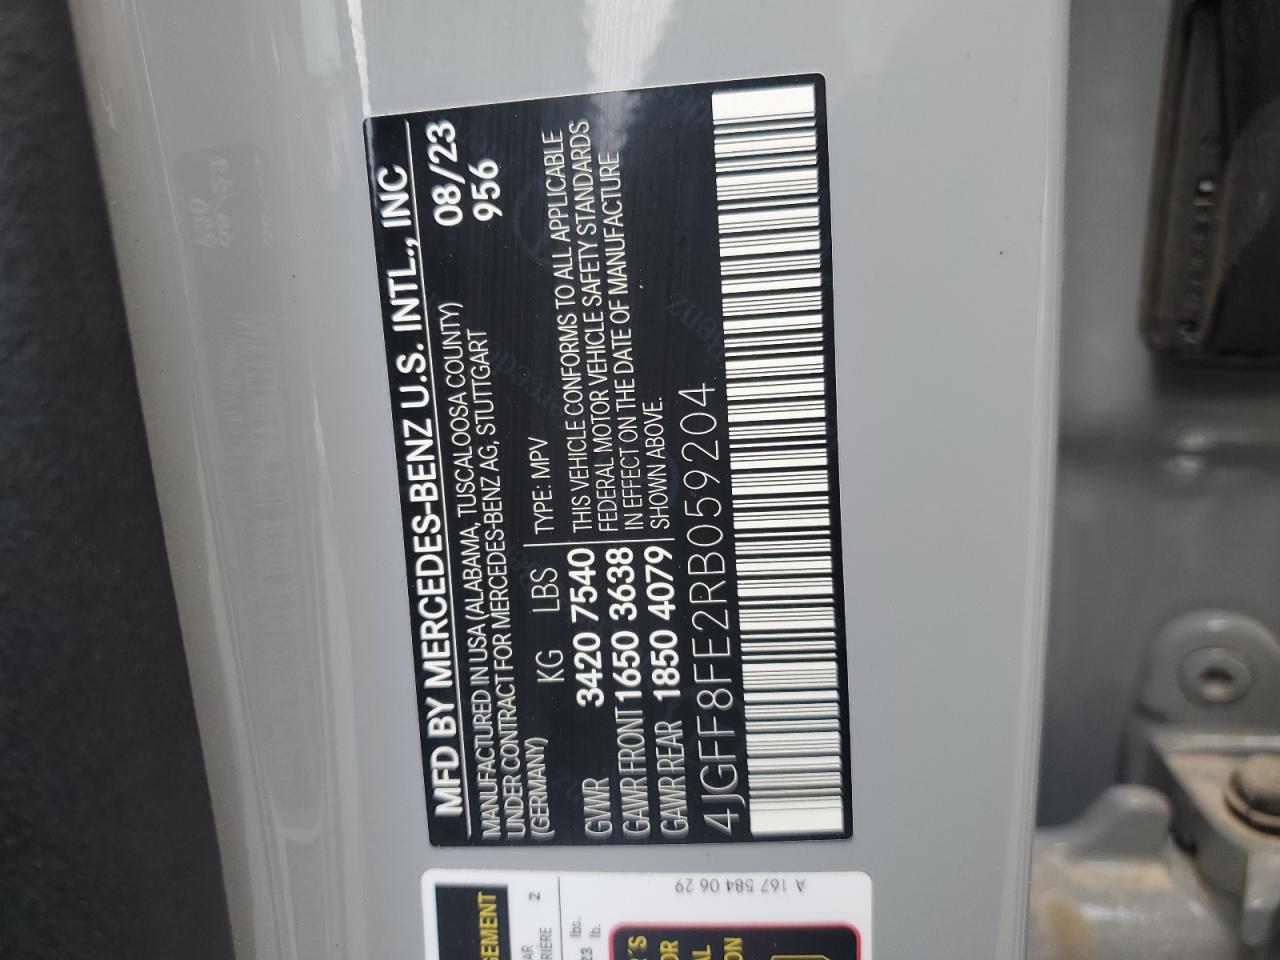 MFD BY MERCEDES-BENZ U.S. INTL., INC
MANUFACTURED IN USA (ALABAMA, TUSCALOOSA COUNTY) 08/23
UNDER CONTRACT FOR MERCEDES-BENZ AG, STUTTGART 956
(GERMANY)
KG LBS TYPE: MPV
GVWR 3420 7540 THIS VEHICLE CONFORMS TO ALL APPLICABLE
FEDERAL MOTOR VEHICLE SAFETY STANDARDS
GAWR FRONT 1650 3638 IN EFFECT ON THE DATE OF MANUFACTURE
GAWR REAR 1850 4079 SHOWN ABOVE.
4JGFF8FE2RB059204
A 167 584 06 29
2
lbs.
lb.